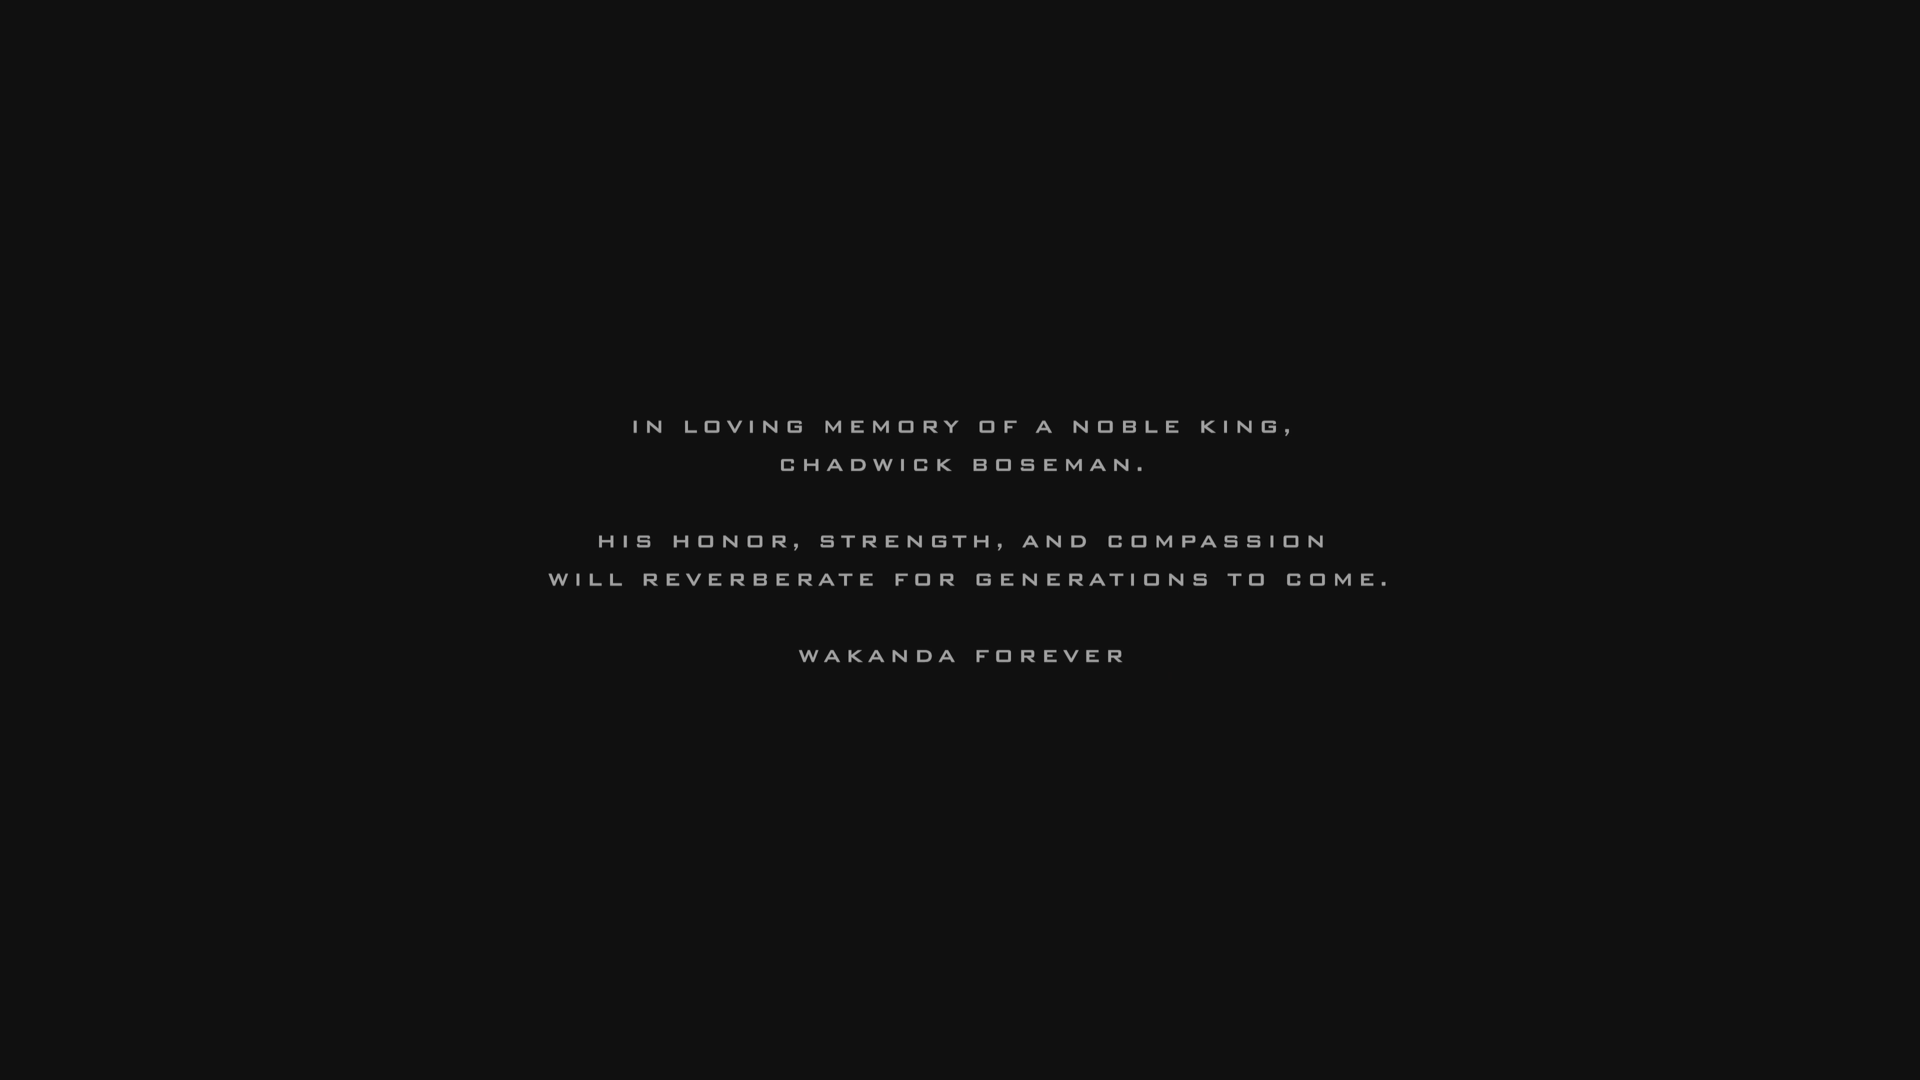 IN LOVING MEMORY OF A NOBLE KING,
CHADWICK BOSEMAN.
HIS HONOR, STRENGTH, AND COMPASSION
WILL REVERBERATE FOR GENERATIONS TO COME.
WAKANDA FOREVER